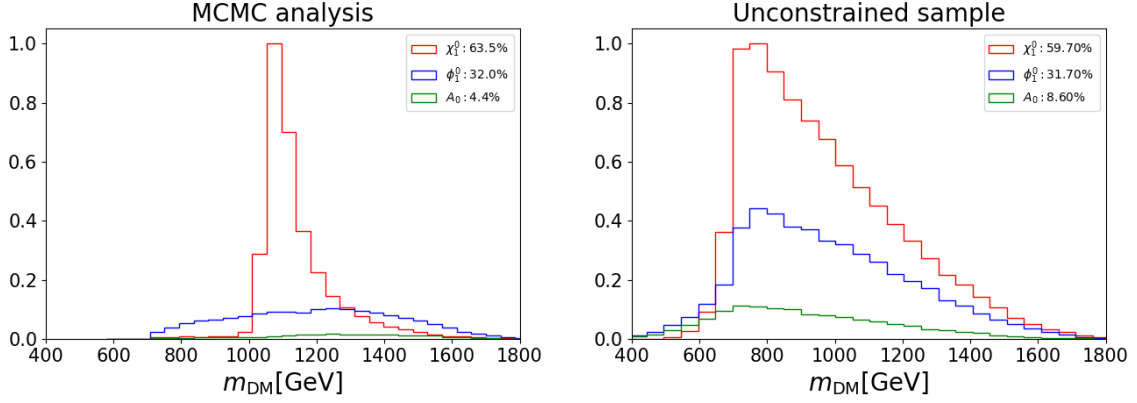 MCMC analysis
1.0
0.8
0.6
0.4
0.2
0.0
χ₁⁰ : 63.5%
ϕ₁⁰ : 32.0%
A₀ : 4.4%
400 600 800 1000 1200 1400 1600 1800
m_DM[GeV]
Unconstrained sample
1.0
0.8
0.6
0.4
0.2
0.0
χ₁⁰ : 59.70%
ϕ₁⁰ : 31.70%
A₀ : 8.60%
400 600 800 1000 1200 1400 1600 1800
m_DM[GeV]